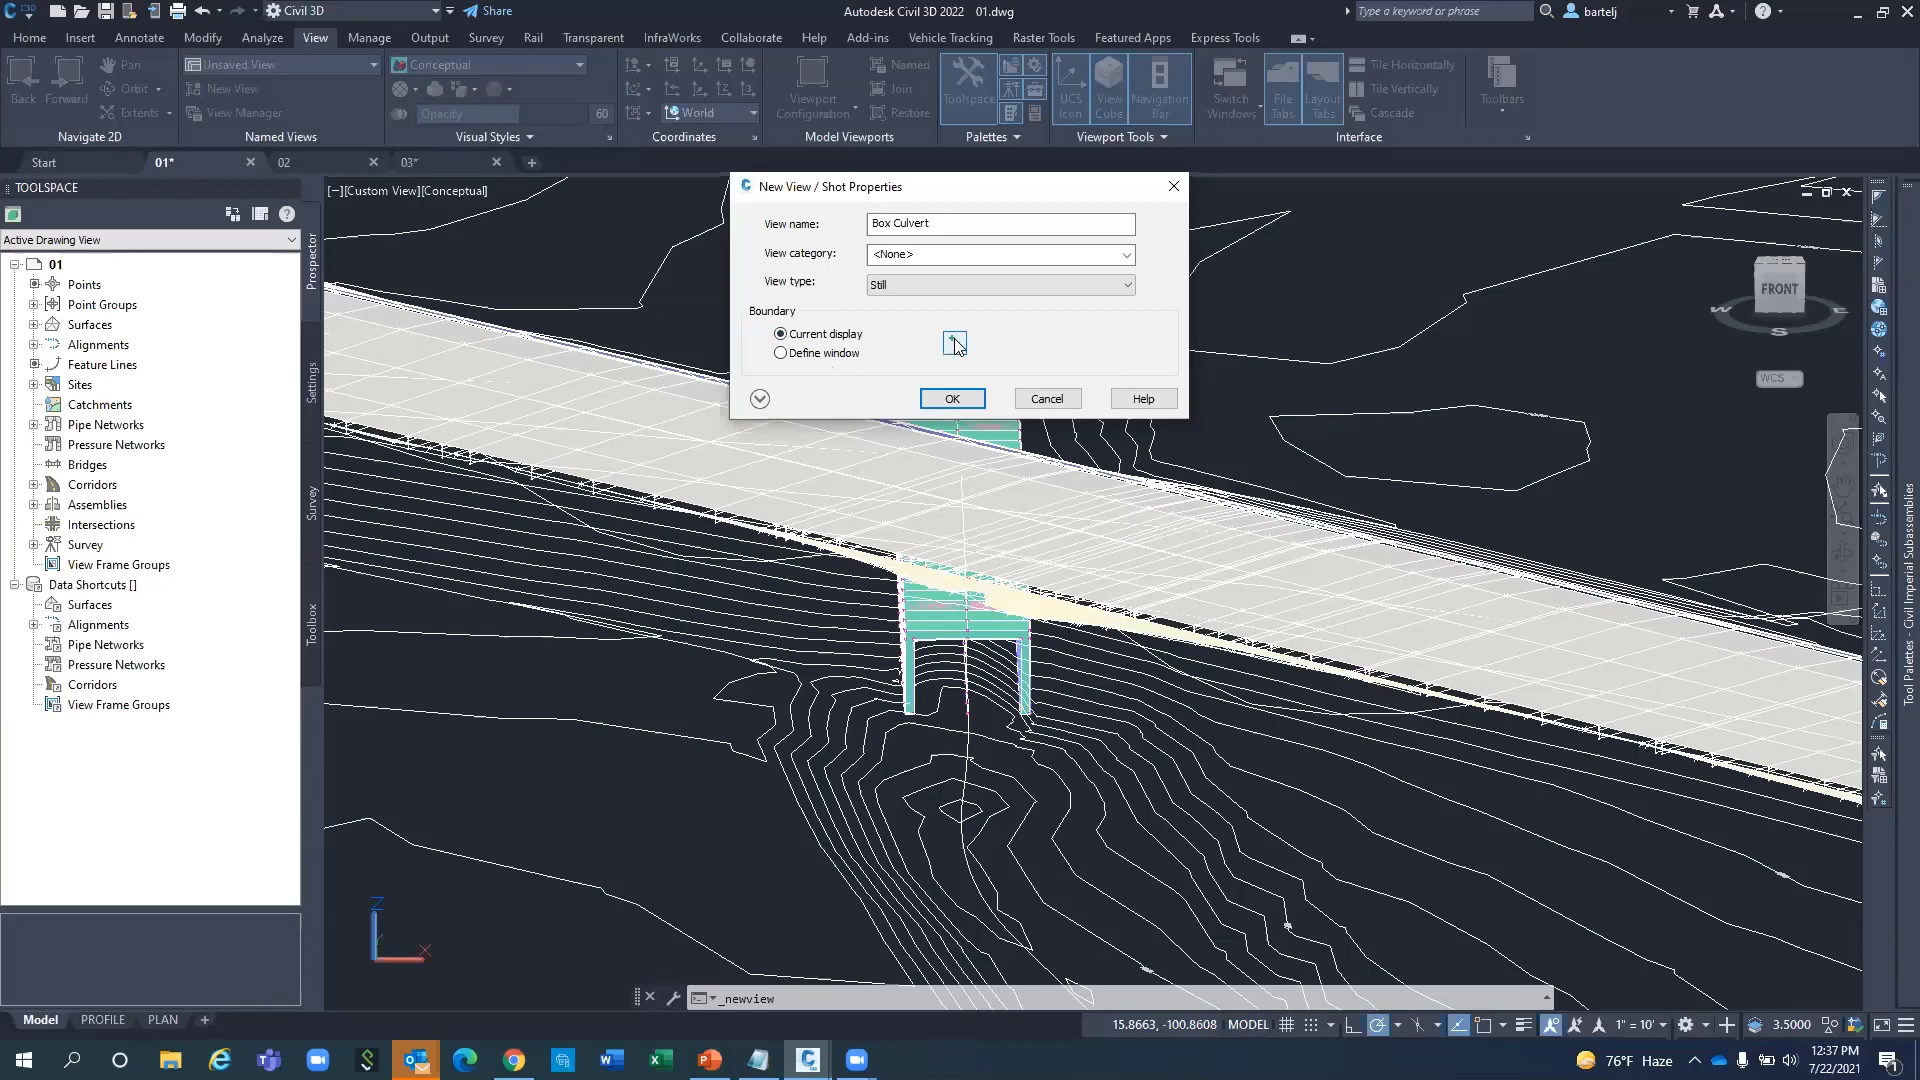 Civil 3D
Share
Autodesk Civil 3D 2022 01.dwg
Type a keyword or phrase
bartelj
Home Insert Annotate Modify Analyze View Manage Output Survey Rail Transparent InfraWorks Collaborate Help Add-ins Vehicle Tracking Raster Tools Featured Apps Express Tools
Back
Forward
Pan
Orbit
Extents
Navigate 2D
Unsaved View
New View
View Manager
Named Views
Conceptual
Opacity 60
Visual Styles
World
Coordinates
Viewport
Configuration
Named
Join
Restore
Model Viewports
Toolspace
Palettes
UCS
Icon
View
Cube
Navigation
Bar
Viewport Tools
Switch
Windows
File
Tabs
Layout
Tabs
Tile Horizontally
Tile Vertically
Cascade
Interface
Toolbars
Start 01* 02 03*
TOOLSPACE
Active Drawing View
01
Points
Point Groups
Surfaces
Alignments
Feature Lines
Sites
Catchments
Pipe Networks
Pressure Networks
Bridges
Corridors
Assemblies
Intersections
Survey
View Frame Groups
Data Shortcuts []
Surfaces
Alignments
Pipe Networks
Pressure Networks
Corridors
View Frame Groups
Prospector
Settings
Survey
Toolbox
[−][Custom View][Conceptual]
New View / Shot Properties
View name: Box Culvert
View category: <None>
View type: Still
Boundary
Current display
Define window
OK
Cancel
Help
FRONT
W
S
E
WCS
Tool Palettes - Civil Imperial Subassemblies
Z
Y
X
_newview
Model PROFILE PLAN
15.8663, -100.8608 MODEL
1" = 10'
3.5000
76°F Haze
12:37 PM
7/22/2021
1